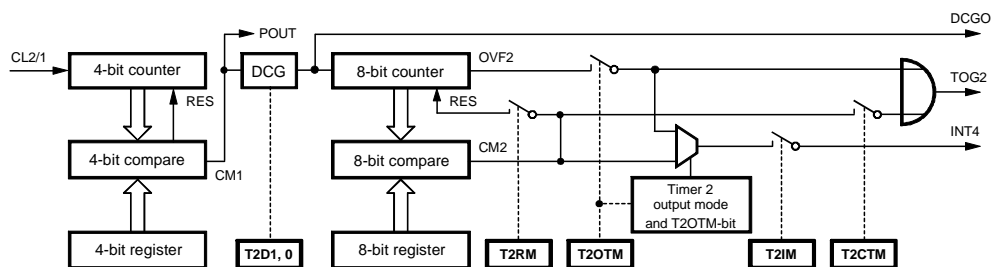 DCGO
POUT
CL2/1
4-bit counter
DCG
8-bit counter
OVF2
TOG2
RES
RES
INT4
4-bit compare
CM1
8-bit compare
CM2
Timer 2
output mode
and T2OTM-bit
4-bit register
T2D1, 0
8-bit register
T2RM
T2OTM
T2IM
T2CTM